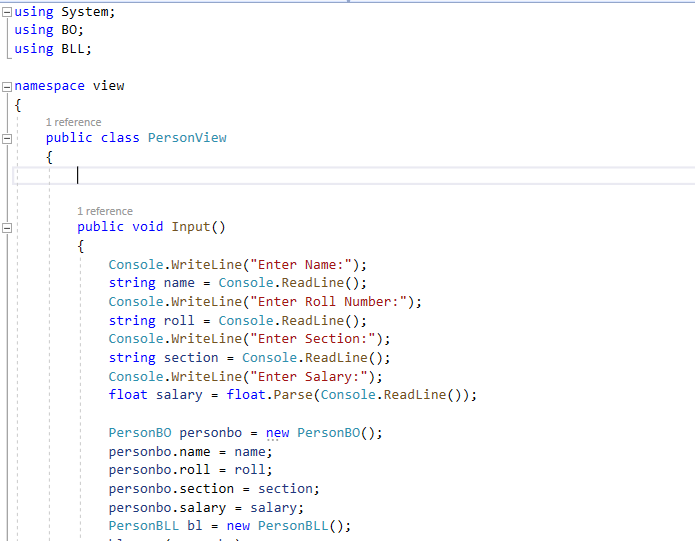 using System;
using BO;
using BLL;
namespace view
{
1 reference
public class PersonView
{
1 reference
public void Input()
{
Console.WriteLine("Enter Name:");
string name = Console.ReadLine();
Console.WriteLine("Enter Roll Number:");
string roll = Console.ReadLine();
Console.WriteLine("Enter Section:");
string section = Console.ReadLine();
Console.WriteLine("Enter Salary:");
float salary = float.Parse(Console.ReadLine());
PersonBO personbo = new PersonBO();
personbo.name = name;
personbo.roll = roll;
personbo.section = section;
personbo.salary = salary;
PersonBLL bl = new PersonBLL();